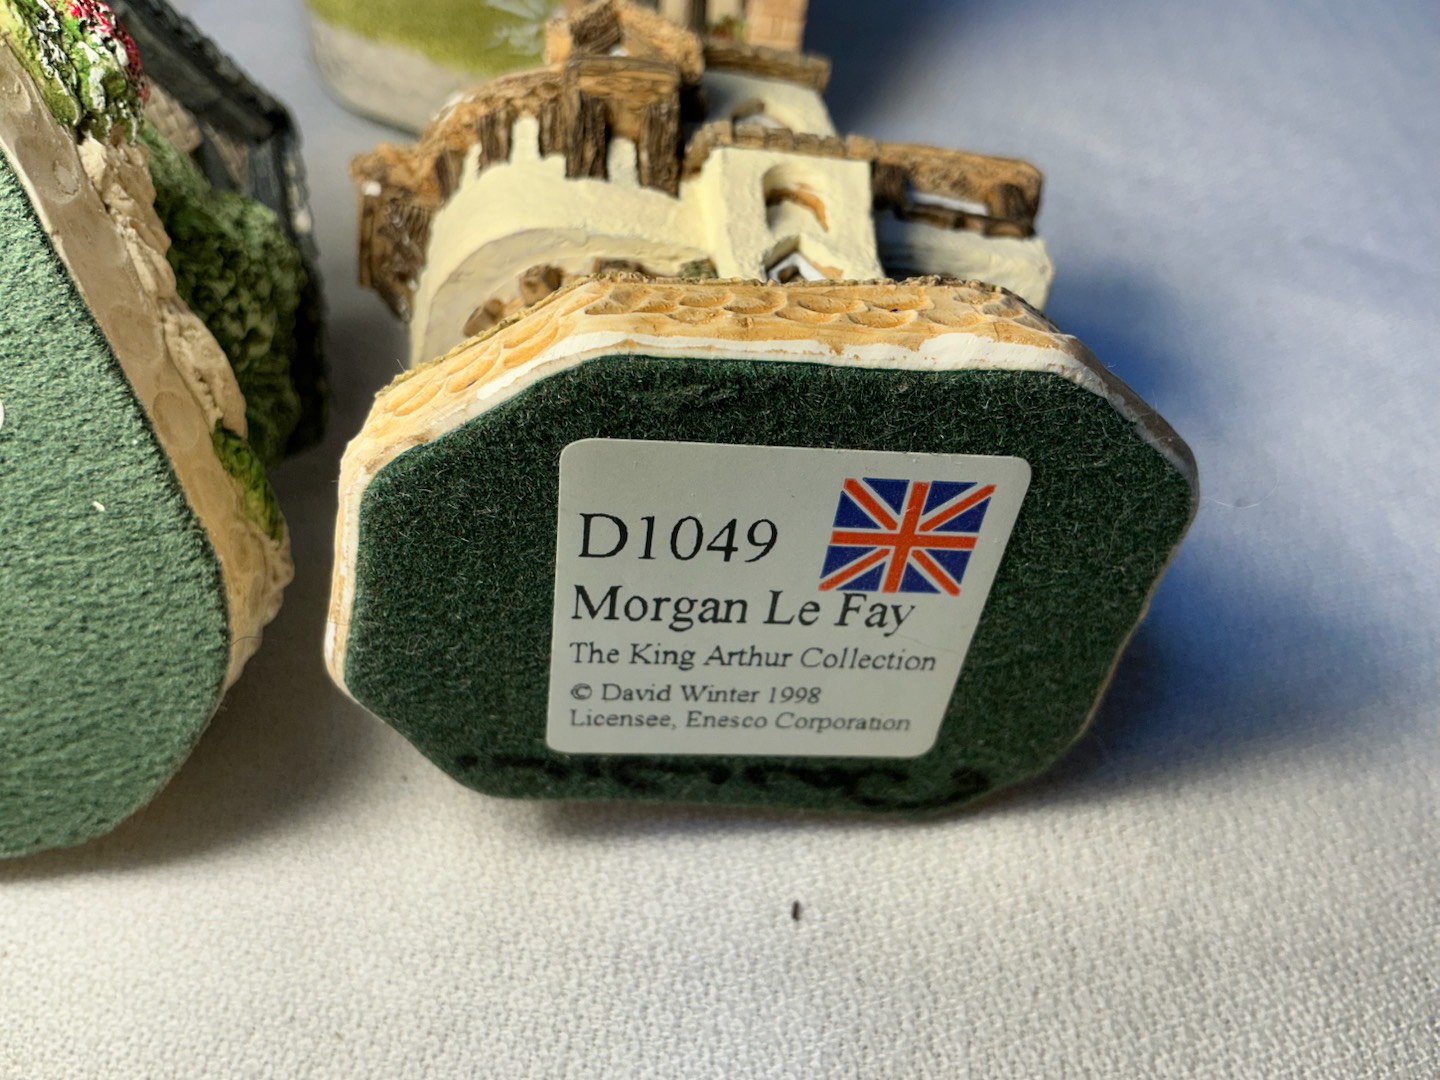 D1049
Morgan Le Fay
The King Arthur Collection
© David Winter 1998
Licensee, Enesco Corporation